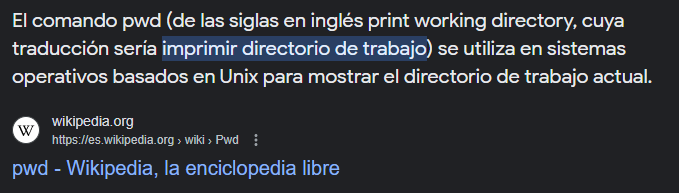 El comando pwd (de las siglas en inglés print working directory, cuya
traducción sería imprimir directorio de trabajo) se utiliza en sistemas
operativos basados en Unix para mostrar el directorio de trabajo actual.
W
wikipedia.org
https://es.wikipedia.org › wiki › Pwd
pwd - Wikipedia, la enciclopedia libre